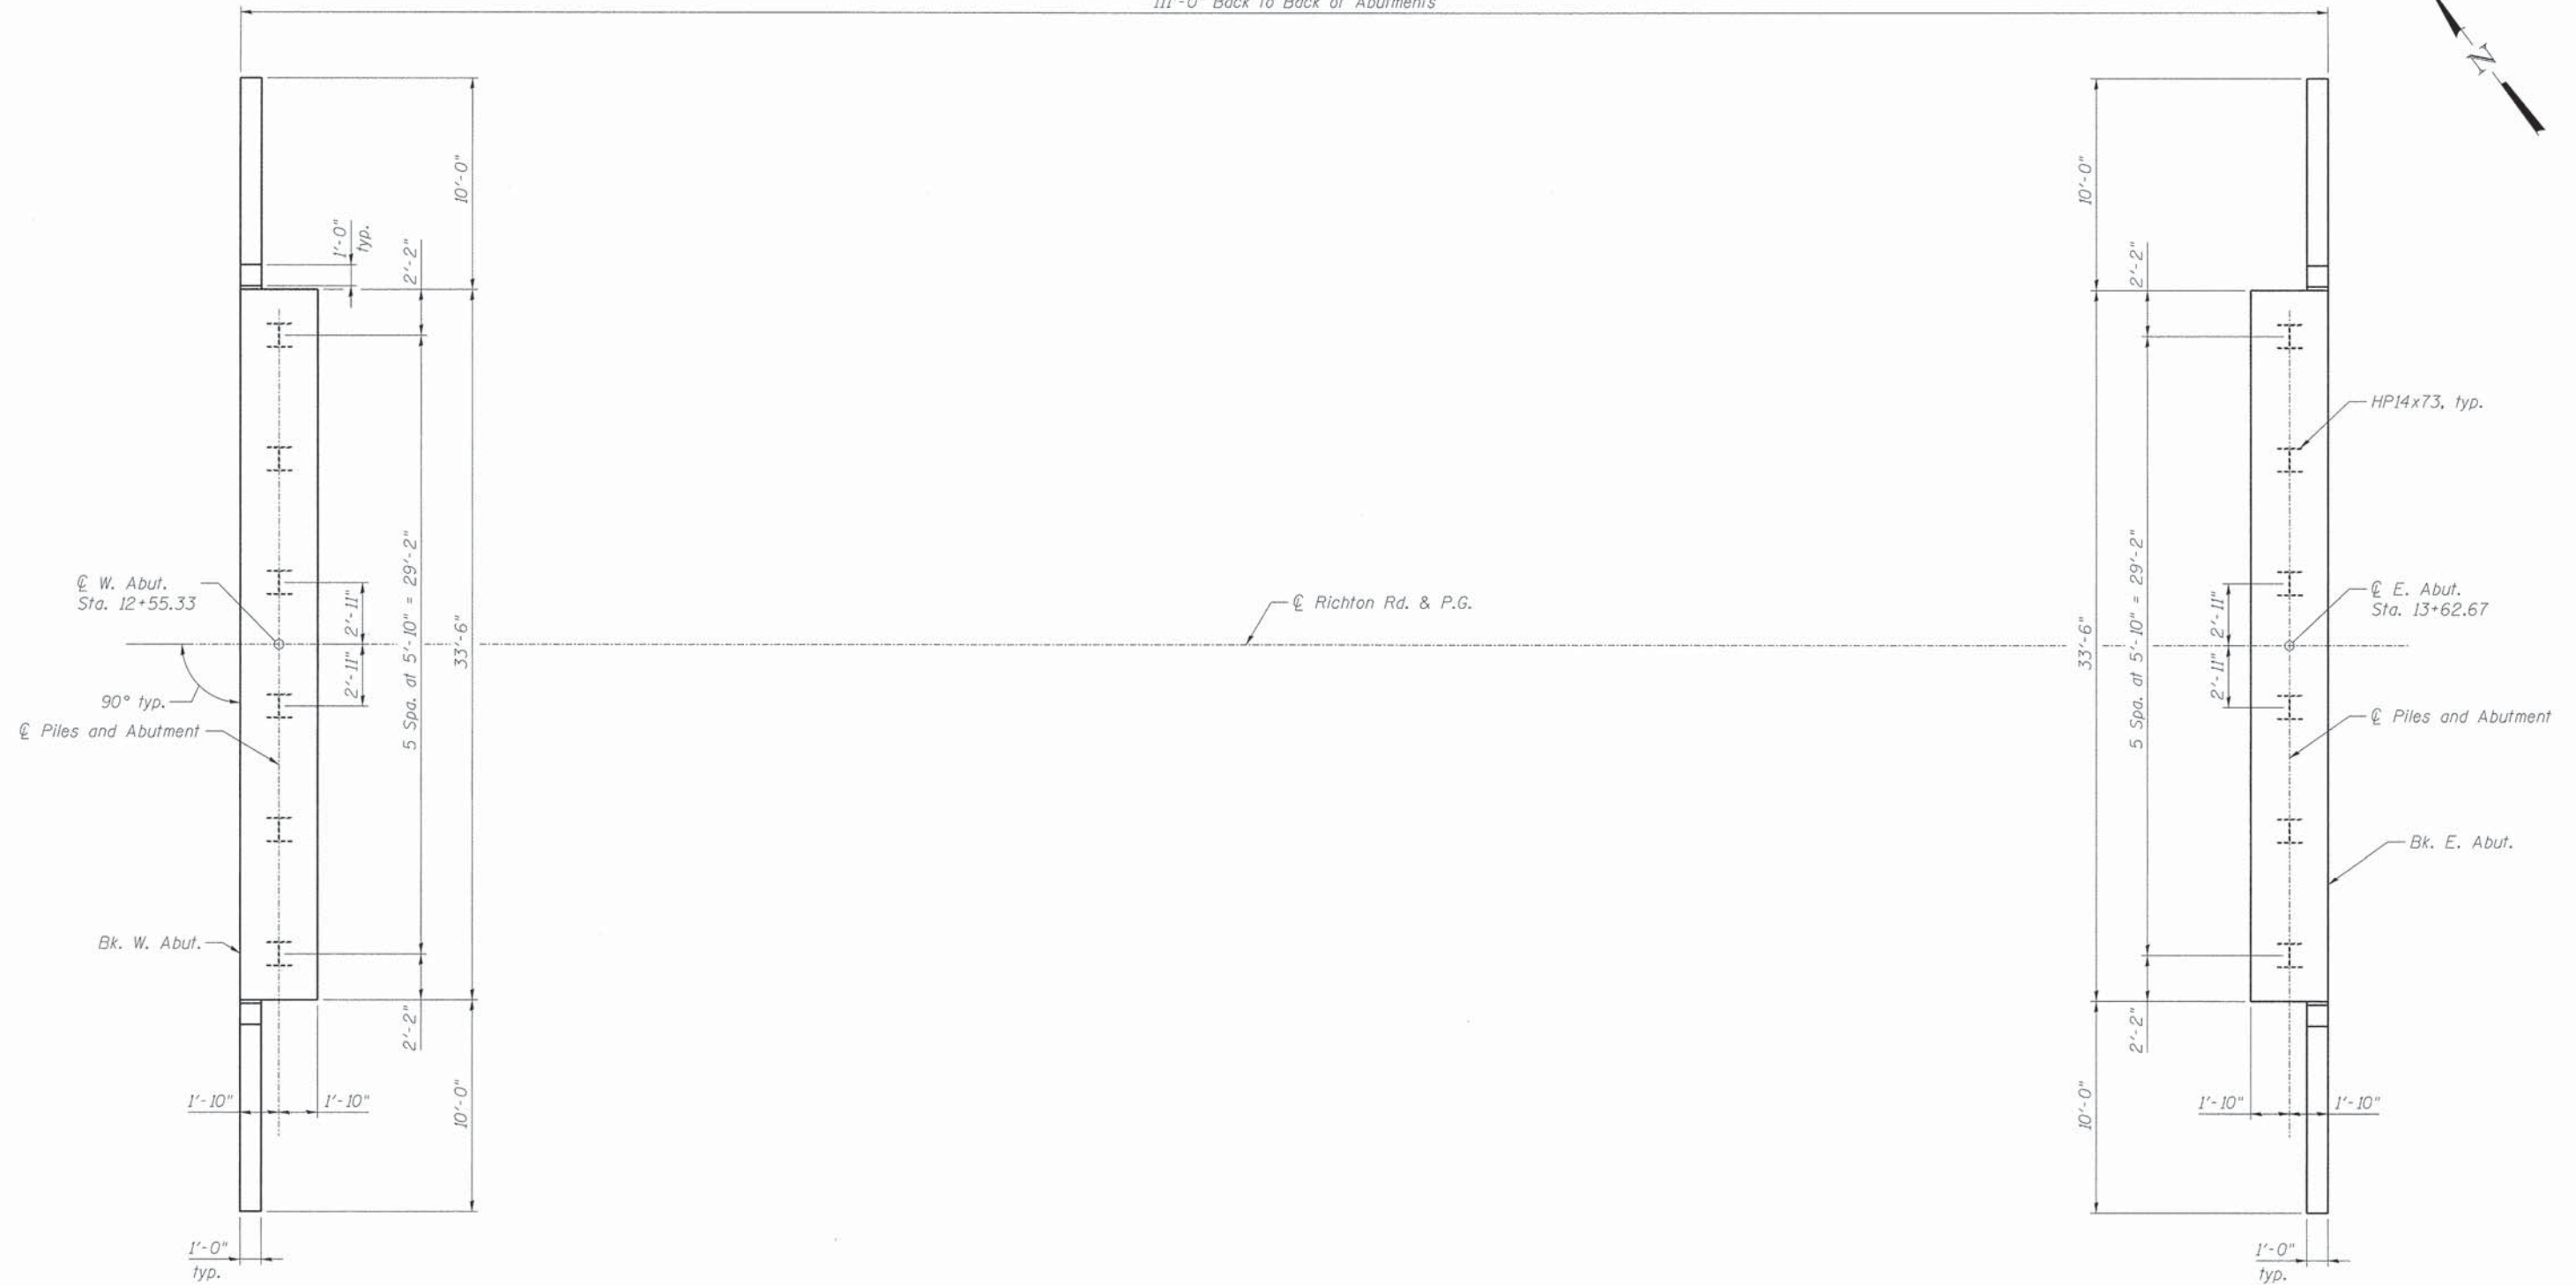 111'-0" Back to Back of Abutments
N
10'-0"
1'-0"
typ.
2'-2"
10'-0"
2'-2"
HP14x73, typ.
℄ W. Abut.
Sta. 12+55.33
2'-11"
2'-11"
5 Spa. at 5'-10" = 29'-2"
33'-6"
℄ Richton Rd. & P.G.
33'-6"
5 Spa. at 5'-10" = 29'-2"
2'-11"
2'-11"
℄ E. Abut.
Sta. 13+62.67
90° typ.
℄ Piles and Abutment
℄ Piles and Abutment
Bk. E. Abut.
Bk. W. Abut.
2'-2"
2'-2"
1'-10"
1'-10"
10'-0"
10'-0"
1'-10"
1'-10"
1'-0"
typ.
1'-0"
typ.